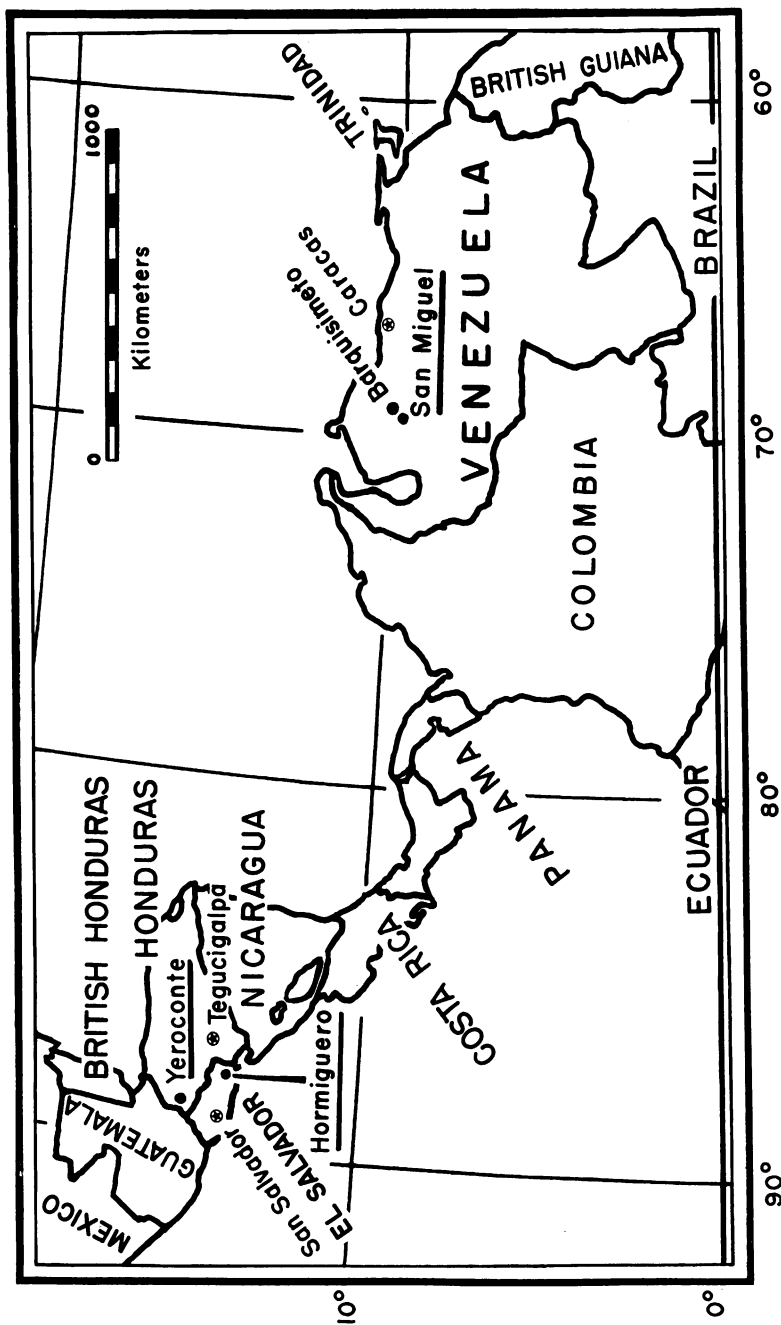 MEXICO
GUATEMALA
BRITISH HONDURAS
HONDURAS
Yeroconte
Tegucigalpa
NICARAGUA
San Salvador
EL SALVADOR
Hormiguero
COSTA RICA
PANAMA
0 1000
Kilometers
TRINIDAD
Caracas
Barquisimeto
San Miguel
VENEZUELA
BRITISH GUIANA
COLOMBIA
BRAZIL
ECUADOR
10°
0°
90° 80° 70° 60°